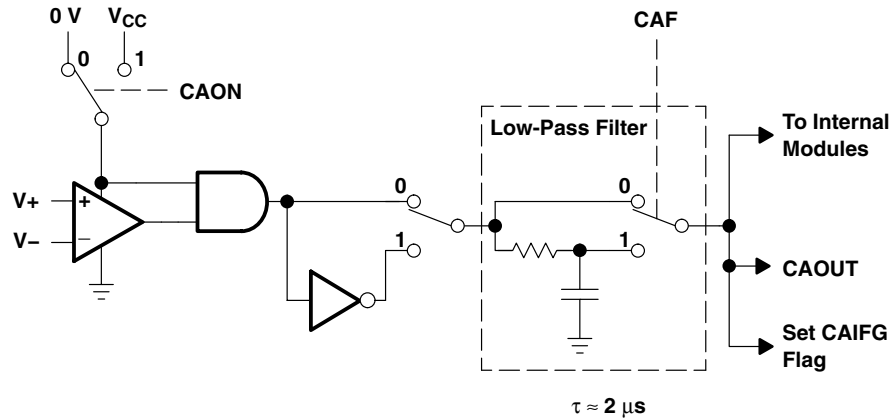 0 V
VCC
0
1
CAON
CAF
Low-Pass Filter
To Internal
Modules
V+
+
V−
−
0
1
0
1
CAOUT
Set CAIFG
Flag
τ ≈ 2 μs